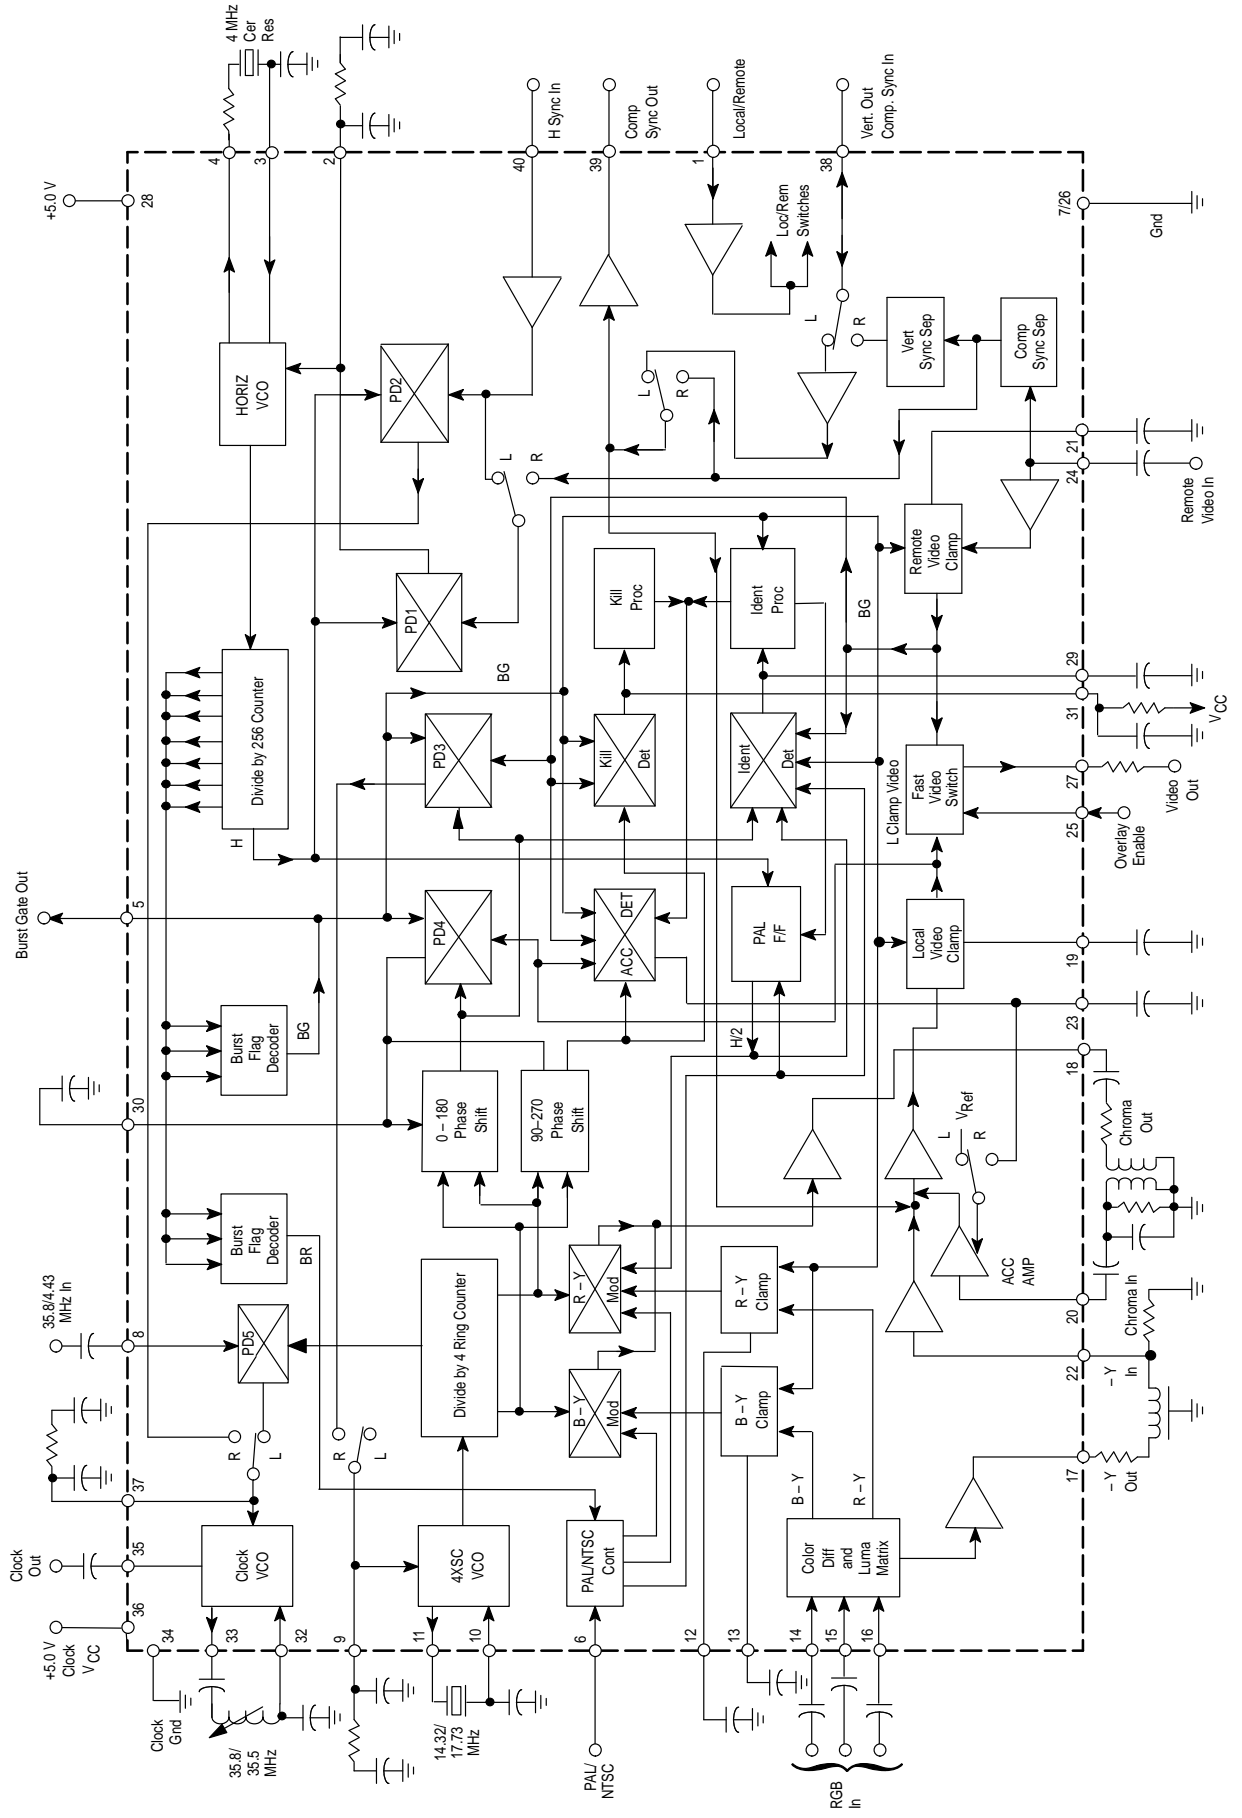 RGB
In
PAL/
NTSC
14.32/
17.73
MHz
35.8/
35.5
MHz
Clock
Gnd
+5.0 V
Clock
VCC
Clock
Out
35.8/4.43
MHz In
Burst Gate Out
+5.0 V
4 MHz
Cer
Res
36
35
37
8
30
5
28
34
33
32
9
11
10
6
12
13
14
15
16
4
3
2
40
39
1
38
7/26
Clock
VCO
R
L
PD5
Burst
Flag
Decoder
BR
Burst
Flag
Decoder
BG
Divide by 256 Counter
H
HORIZ
VCO
R
L
4XSC
VCO
Divide by 4 Ring Counter
0 – 180
Phase
Shift
90–270
Phase
Shift
PD4
PD3
PD1
PD2
BG
L
R
H Sync In
PAL/NTSC
Cont
B – Y
Mod
R – Y
Mod
ACC
DET
Kill
Det
Kill
Proc
Comp
Sync Out
L
R
B – Y
Clamp
R – Y
Clamp
H/2
PAL
F/F
Ident
Det
Ident
Proc
Local/Remote
Loc/Rem
Switches
Color
Diff
and
Luma
Matrix
B – Y
R – Y
BG
L
R
Vert. Out
Comp. Sync In
L Clamp Video
Local
Video
Clamp
Fast
Video
Switch
Remote
Video
Clamp
Vert
Sync Sep
Comp
Sync Sep
ACC
AMP
L
R
VRef
17
22
20
18
23
19
25
27
31
29
24
21
– Y
Out
– Y
In
Chroma In
Chroma
Out
Overlay
Enable
Video
Out
VCC
Remote
Video In
Gnd